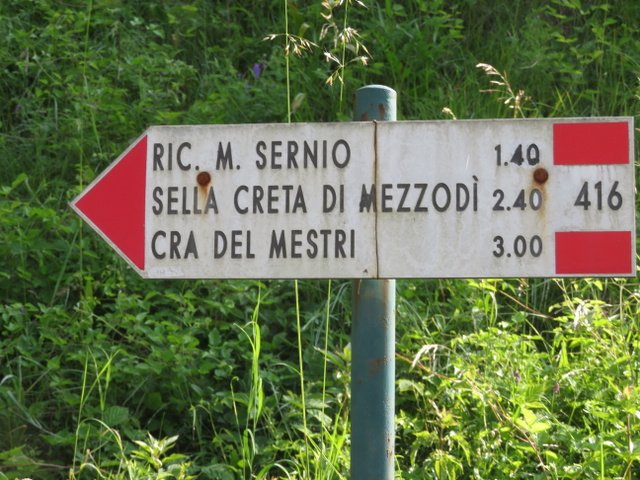 RIC. M. SERNIO 1.40
SELLA CRETA DI MEZZODÌ 2.40 416
CRA DEL MESTRI 3.00